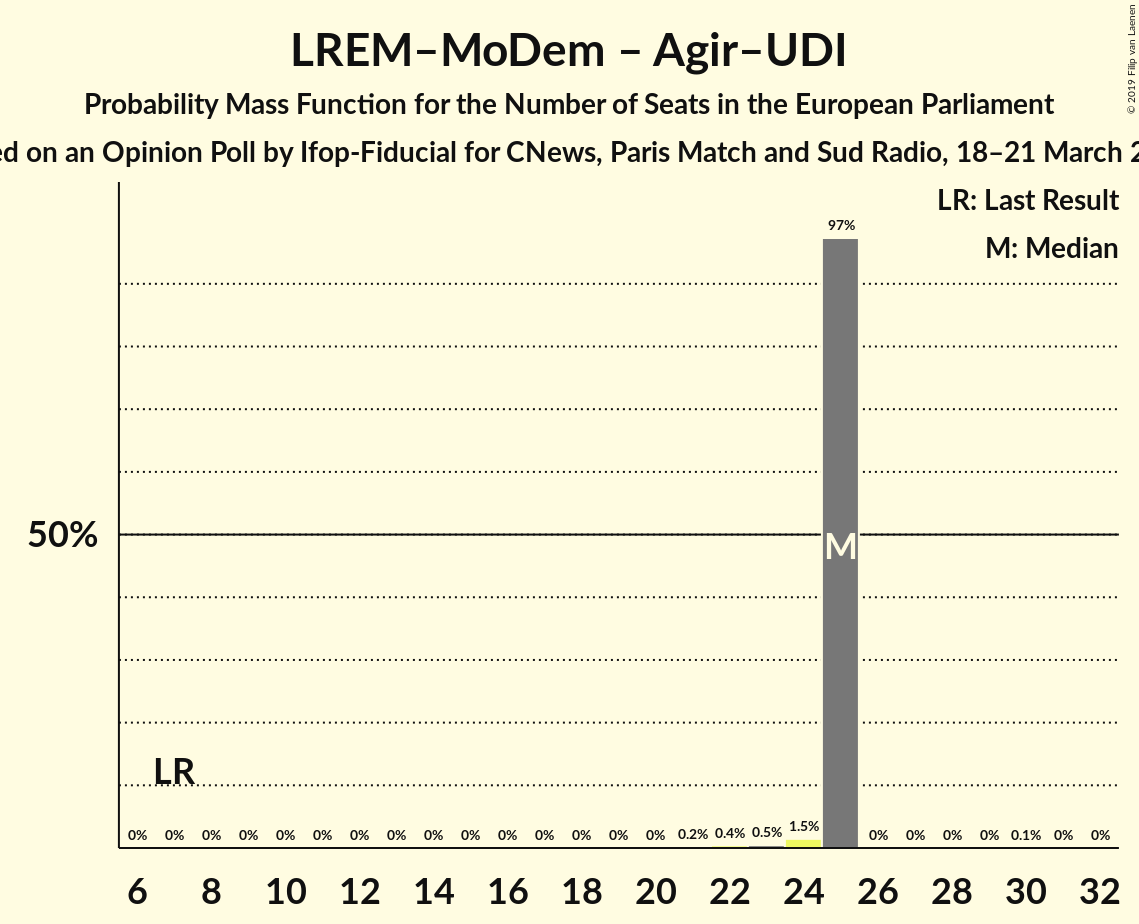 LREM–MoDem – Agir–UDI
Probability Mass Function for the Number of Seats in the European Parliament
on an Opinion Poll by Ifop-Fiducial for CNews, Paris Match and Sud Radio, 18–21 March
© 2019 Filip van Laenen
LR: Last Result
M: Median
97%
50%
M
LR
0% 0% 0% 0% 0% 0% 0% 0% 0% 0% 0% 0% 0% 0% 0% 0.2% 0.4% 0.5% 1.5% 0% 0% 0% 0% 0.1% 0% 0%
6 8 10 12 14 16 18 20 22 24 26 28 30 32